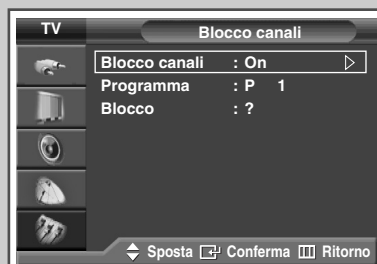 TV
Blocco canali
Blocco canali : On
Programma : P 1
Blocco : ?
Sposta Conferma Ritorno